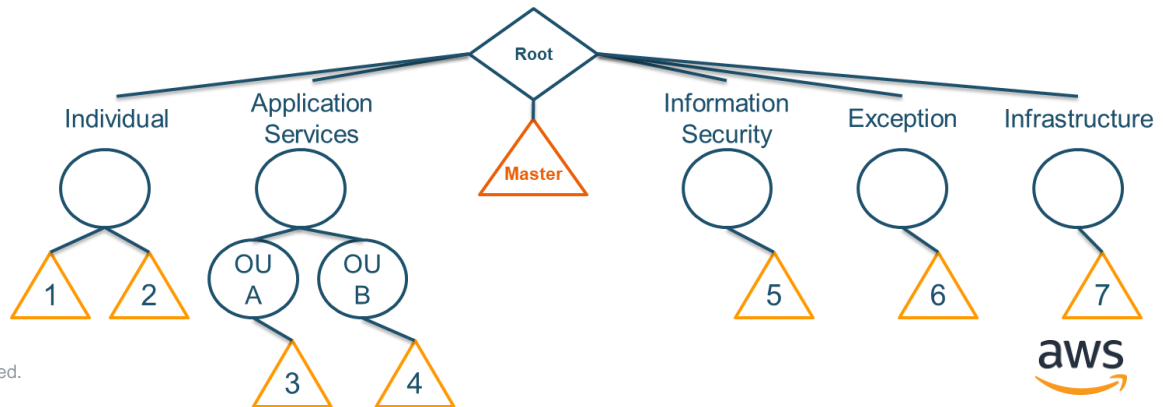 Root
Individual
Application
Services
Master
Information
Security
Exception
Infrastructure
OU
A
OU
B
1
2
3
4
5
6
7
ed.
aws